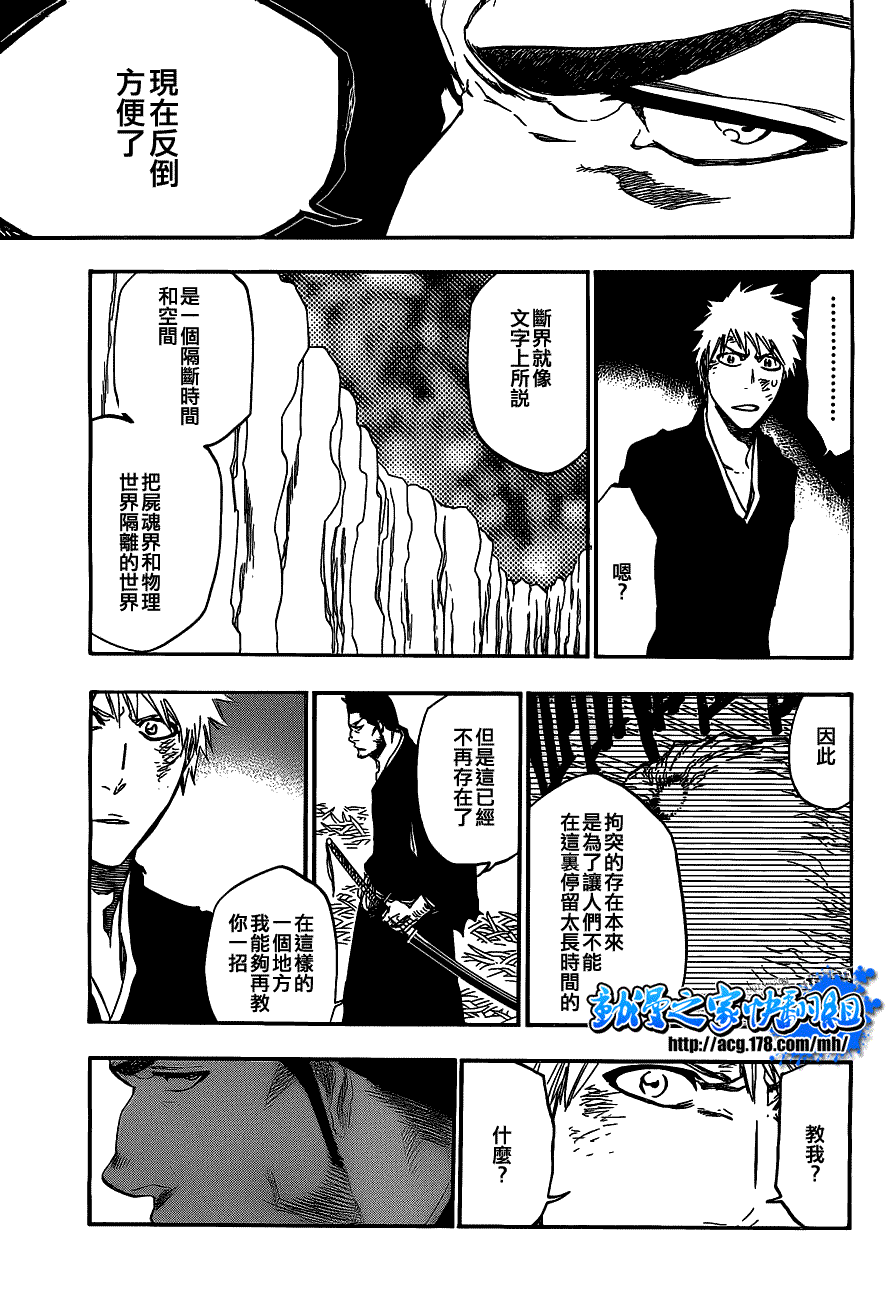 現在反倒
方便了
⋯⋯⋯⋯
嗯?
斷界就像
文字上所說
是一個隔斷時間
和空間
把屍魂界和物理
世界隔離的世界
因此
拘突的存在本來
是為了讓人們不能
在這裏停留太長時間的
但是這已經
不再存在了
在這樣的
一個地方
我能夠再教
你一招
教我?
什麼?
動漫之家快翻組
http://acg.178.com/mh/